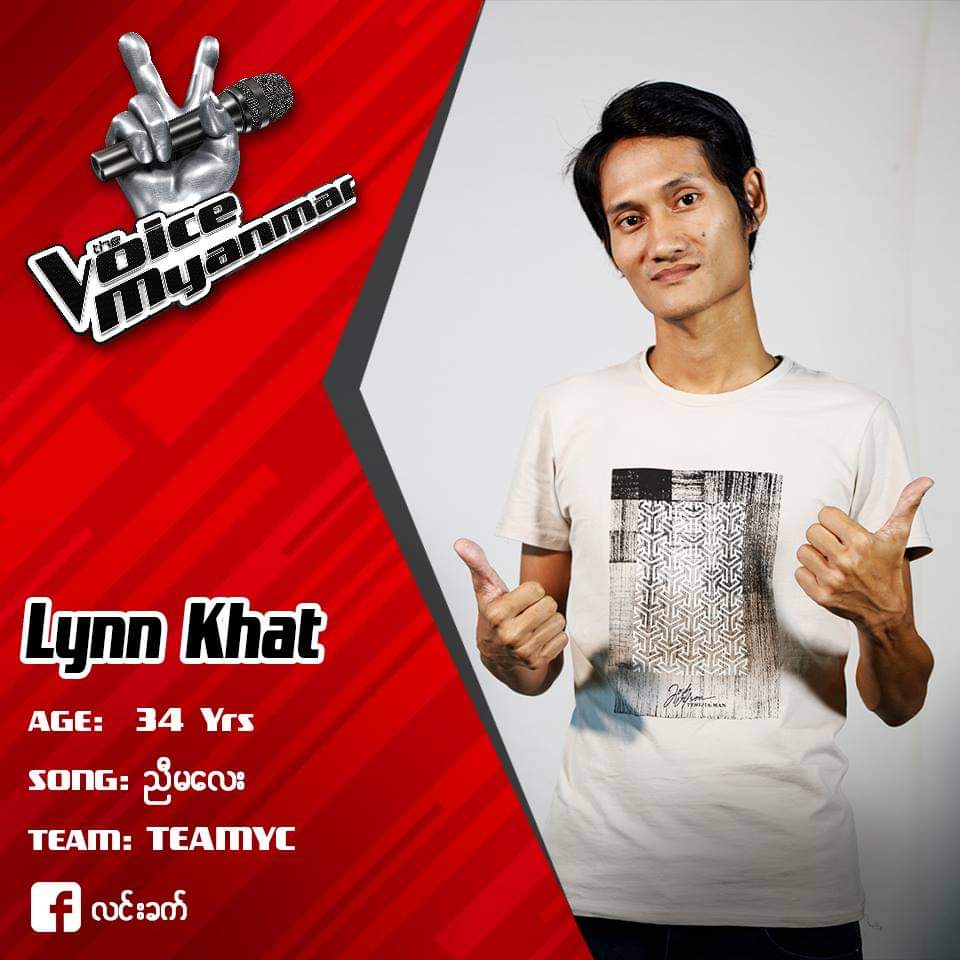 the
Voice
Myanmar
Lynn Khat
AGE: 34 Yrs
SONG: ညီမလေး
TEAM: TEAMYC
လင်းခက်